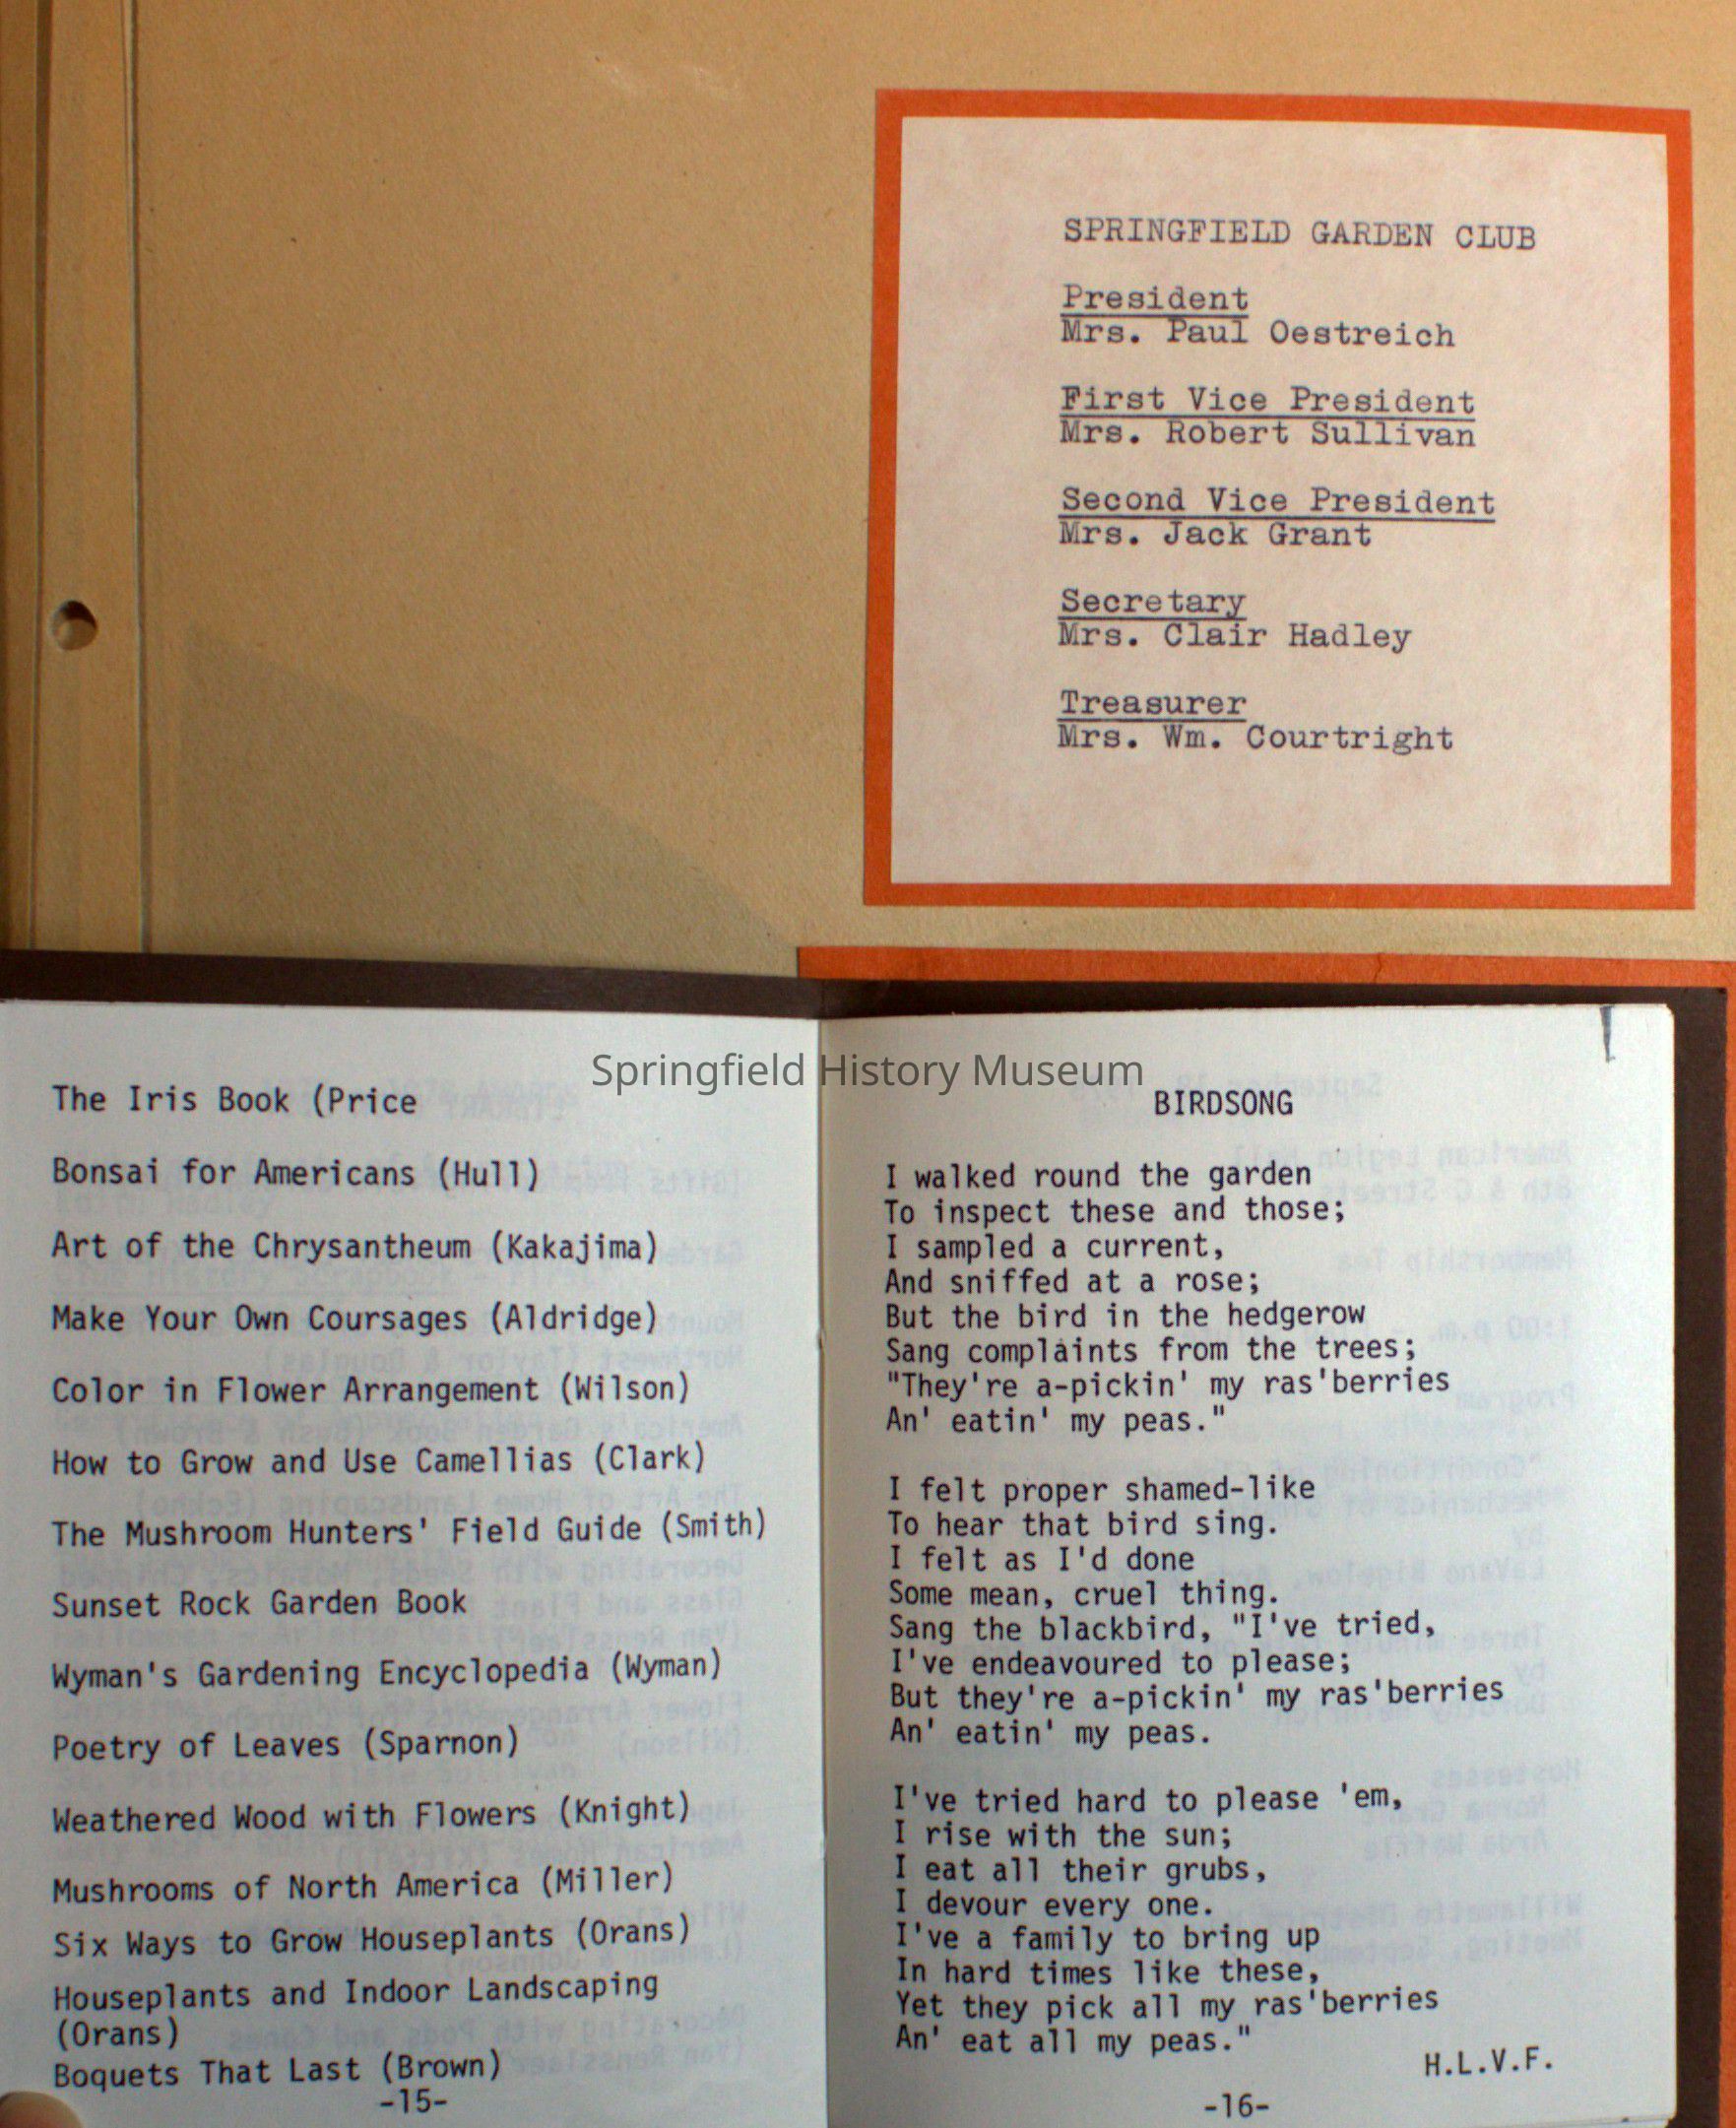 SPRINGFIELD GARDEN CLUB
President
Mrs. Paul Oestreich
First Vice President
Mrs. Robert Sullivan
Second Vice President
Mrs. Jack Grant
Secretary
Mrs. Clair Hadley
Treasurer
Mrs. Wm. Courtright
Springfield History Museum
The Iris Book (Price
Bonsai for Americans (Hull)
Art of the Chrysantheum (Kakajima)
Make Your Own Coursages (Aldridge)
Color in Flower Arrangement (Wilson)
How to Grow and Use Camellias (Clark)
The Mushroom Hunters' Field Guide (Smith)
Sunset Rock Garden Book
Wyman's Gardening Encyclopedia (Wyman)
Poetry of Leaves (Sparnon)
Weathered Wood with Flowers (Knight)
Mushrooms of North America (Miller)
Six Ways to Grow Houseplants (Orans)
Houseplants and Indoor Landscaping
(Orans)
Boquets That Last (Brown)
-15-
BIRDSONG
I walked round the garden
To inspect these and those;
I sampled a current,
And sniffed at a rose;
But the bird in the hedgerow
Sang complaints from the trees;
"They're a-pickin' my ras'berries
An' eatin' my peas."
I felt proper shamed-like
To hear that bird sing.
I felt as I'd done
Some mean, cruel thing.
Sang the blackbird, "I've tried,
I've endeavoured to please;
But they're a-pickin' my ras'berries
An' eatin' my peas.
I've tried hard to please 'em,
I rise with the sun;
I eat all their grubs,
I devour every one.
I've a family to bring up
In hard times like these,
Yet they pick all my ras'berries
An' eat all my peas."
H.L.V.F.
-16-